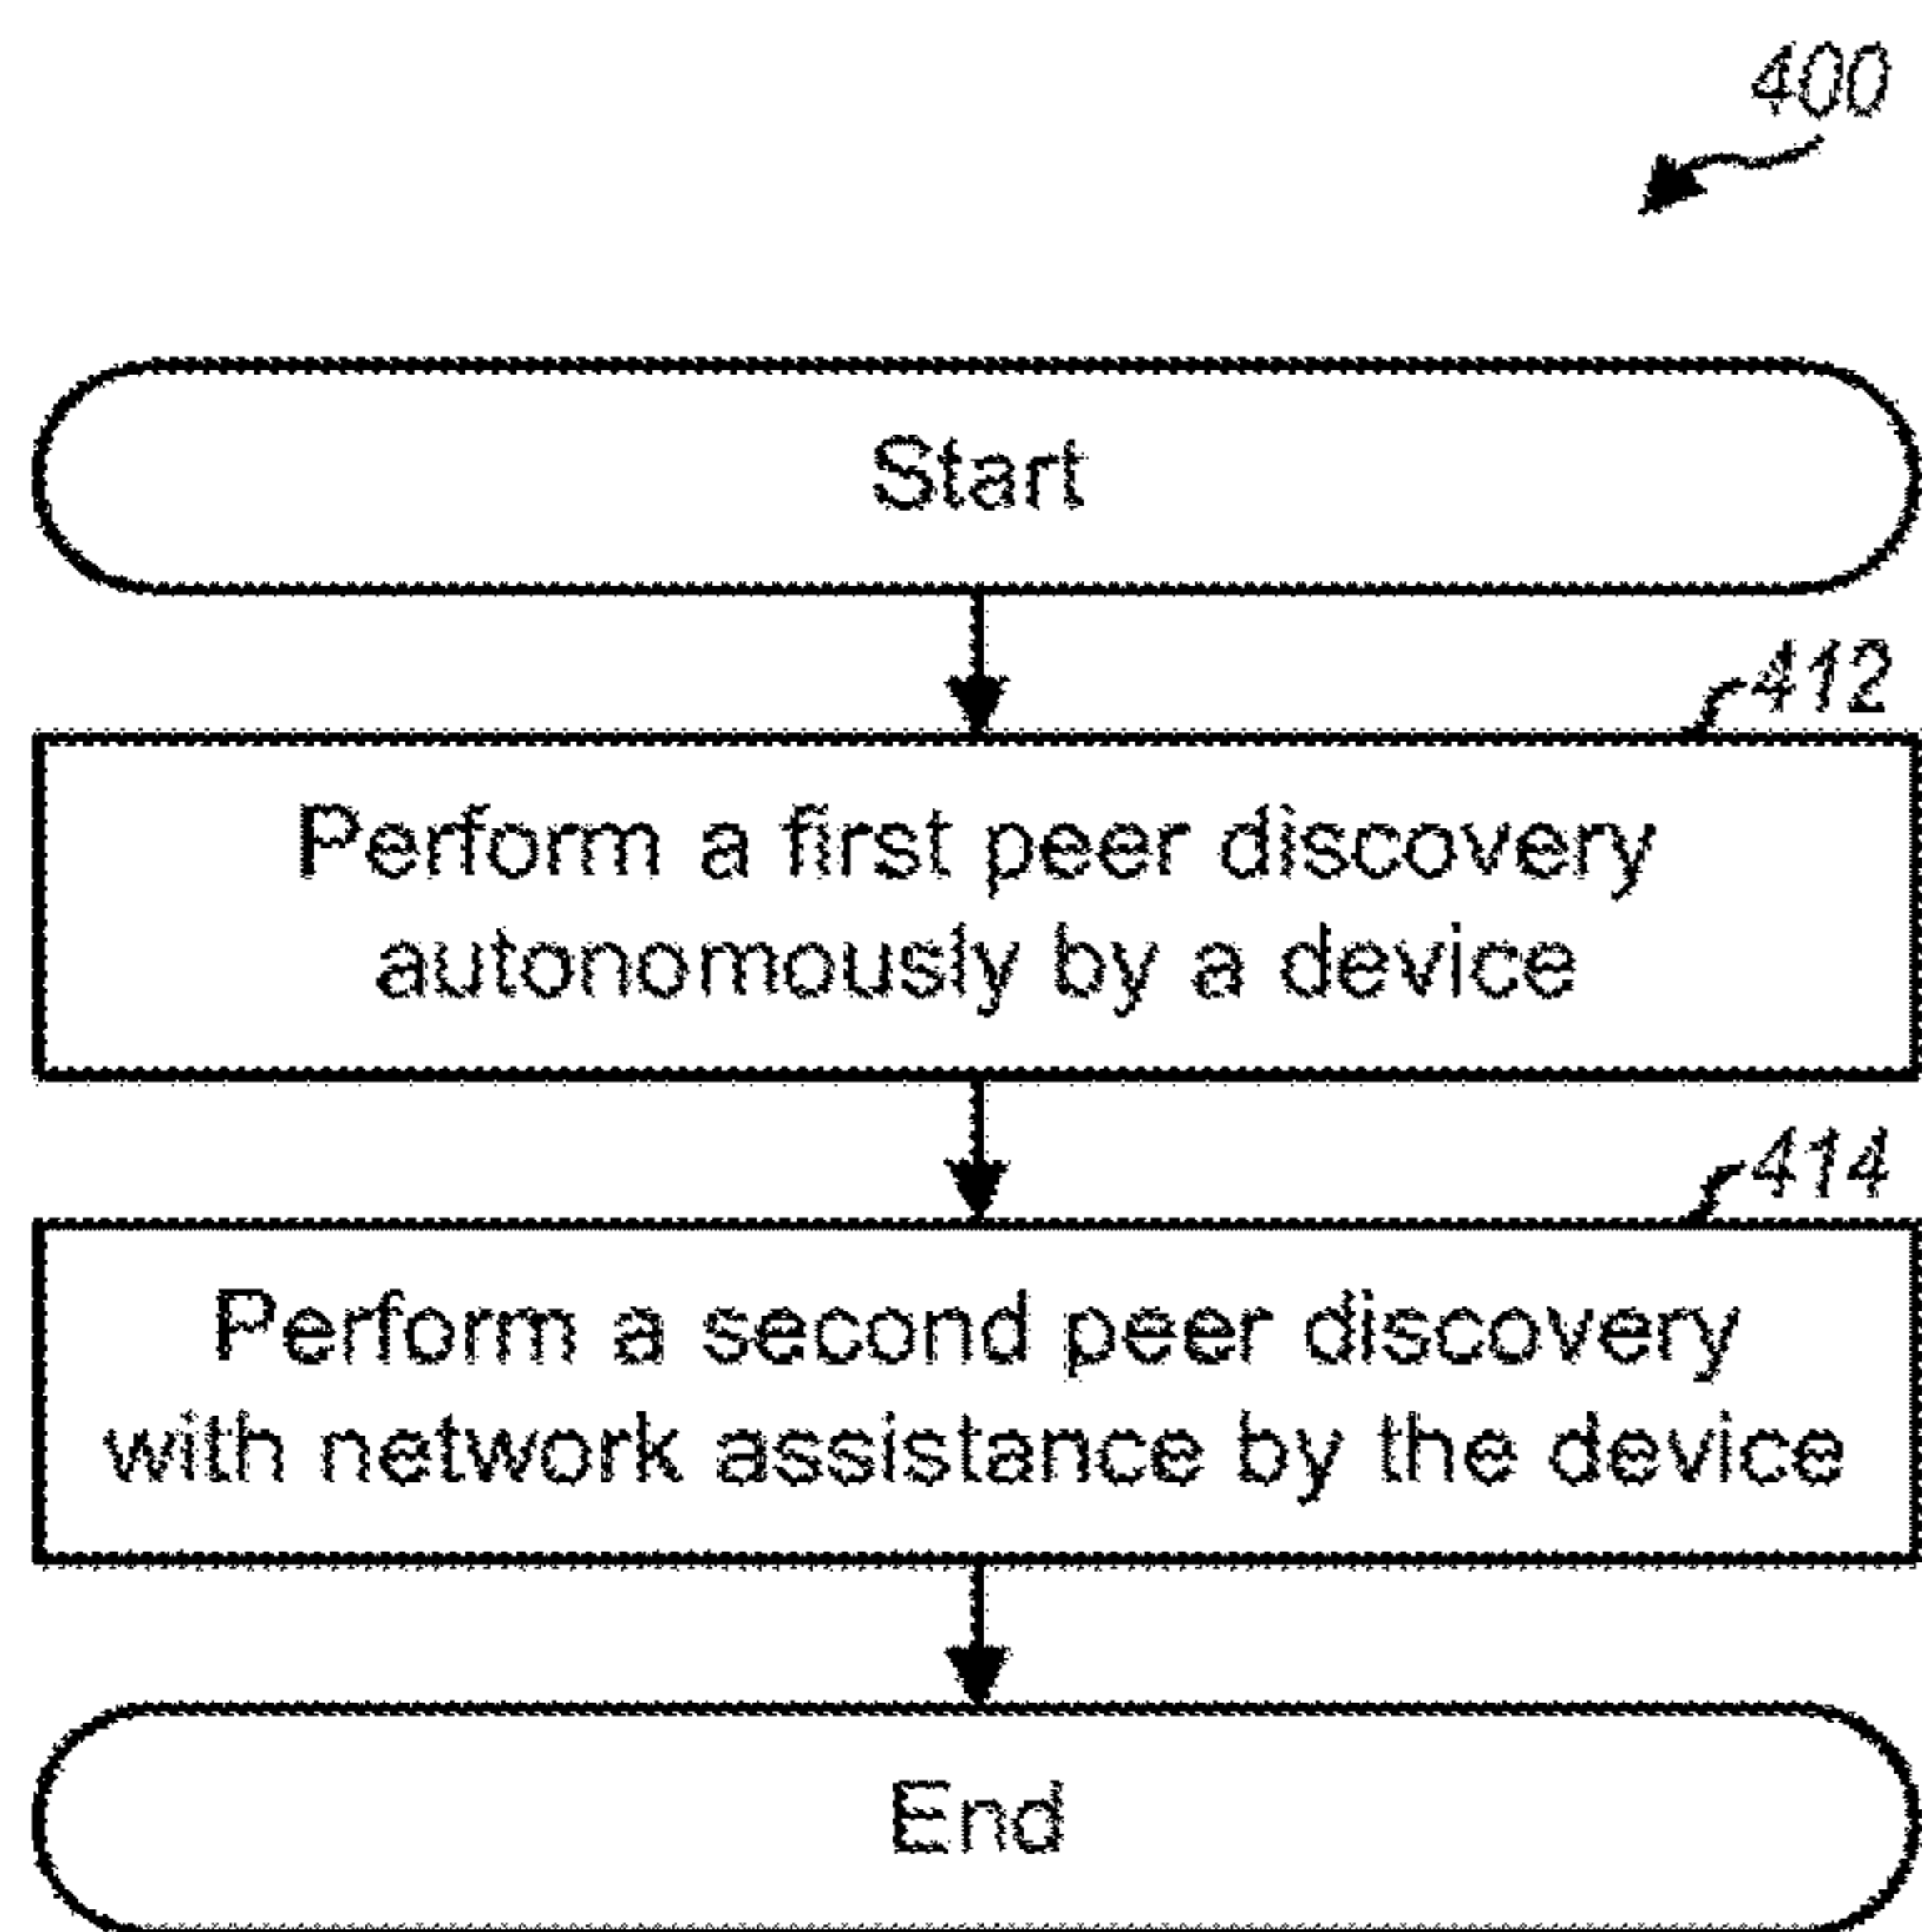 400
Start
412
Perform a first peer discovery
autonomously by a device
414
Perform a second peer discovery
with network assistance by the device
End